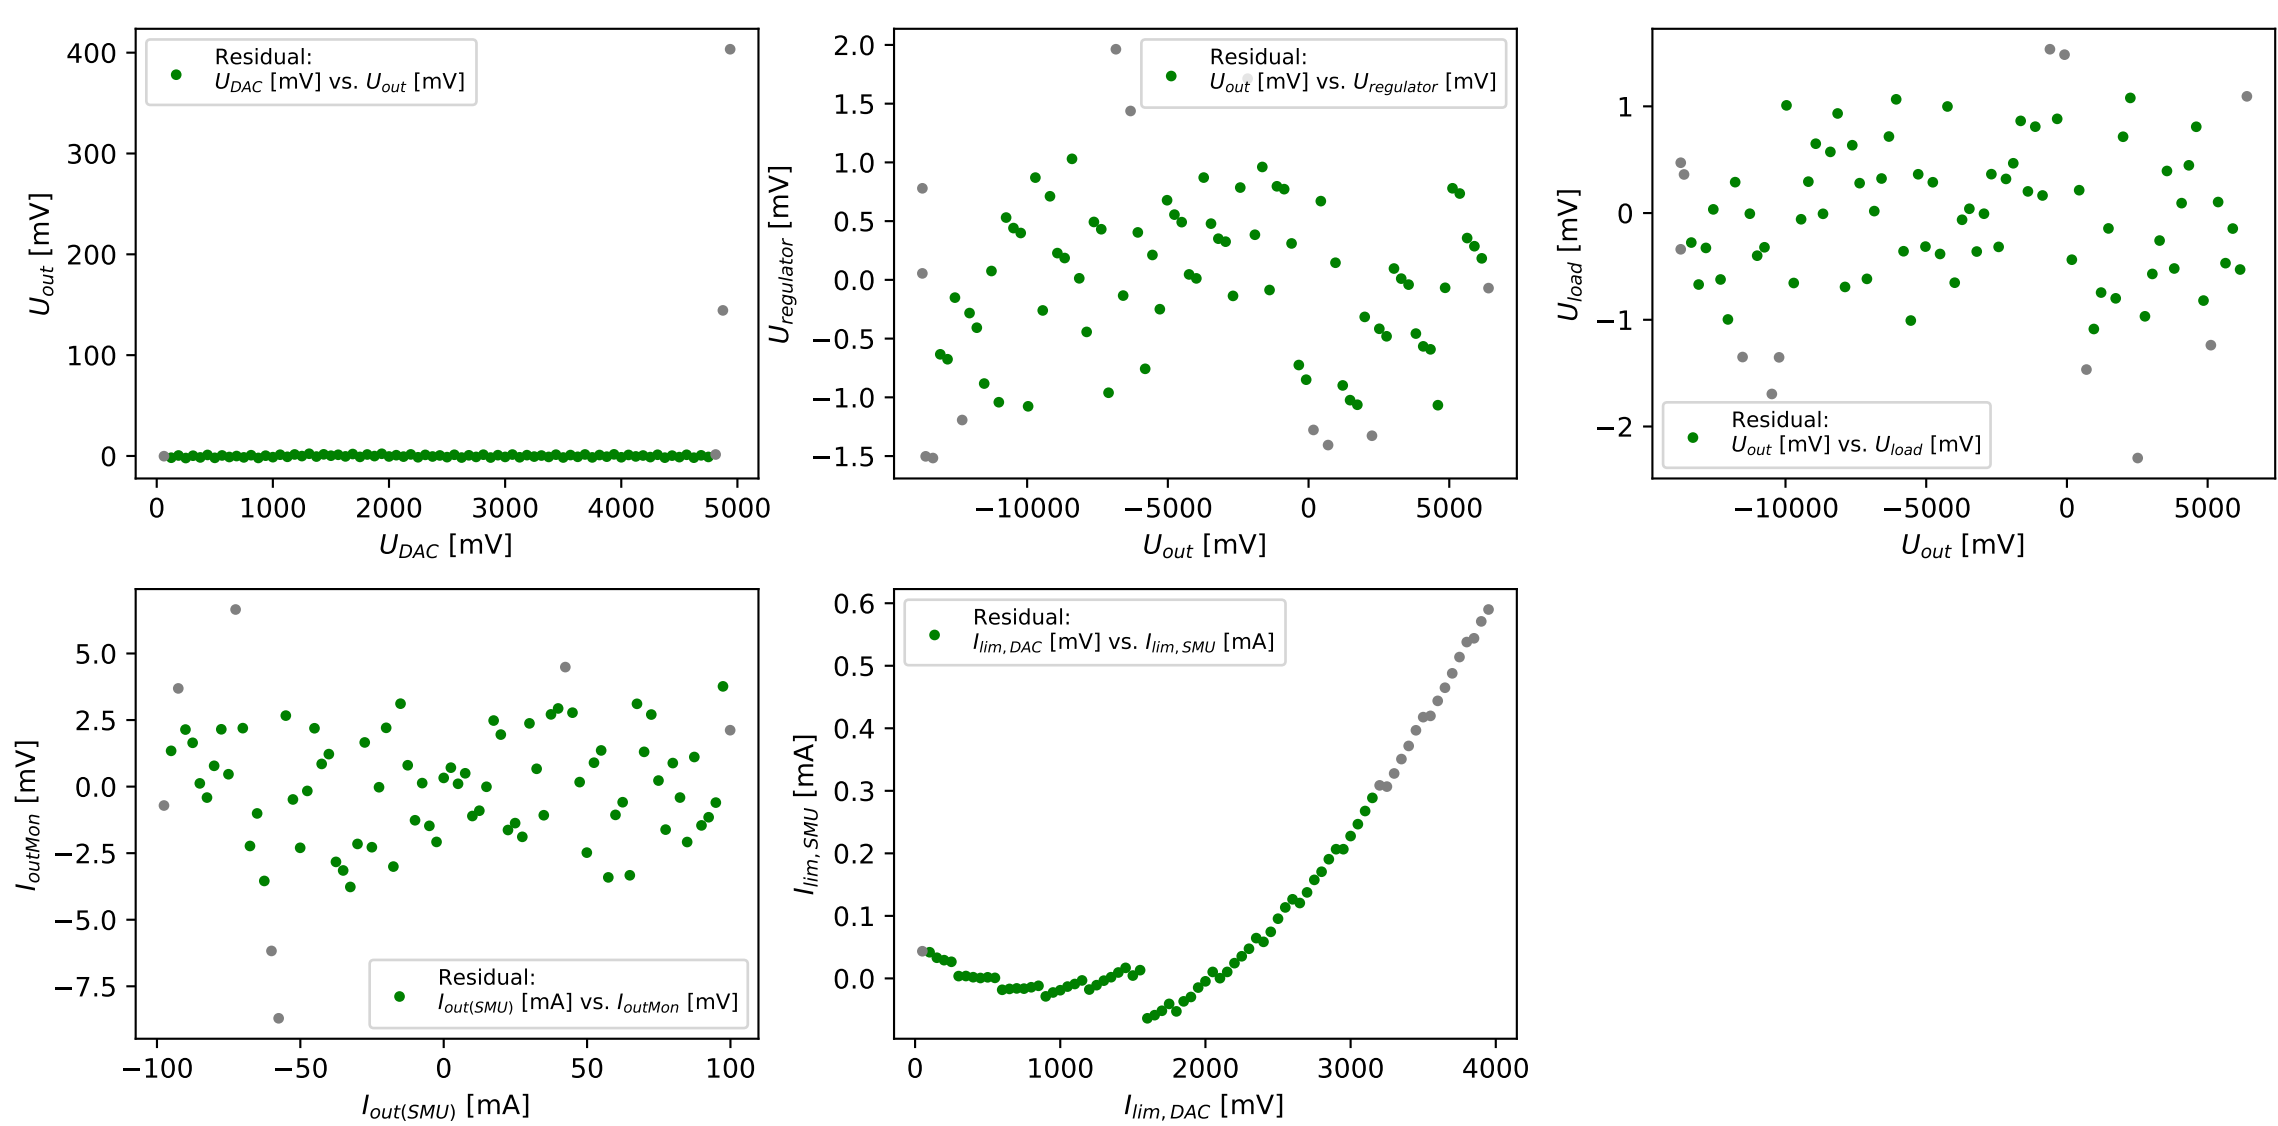 Residual:
U_DAC [mV] vs. U_out [mV]
400
300
200
100
0
U_out [mV]
0 1000 2000 3000 4000 5000
U_DAC [mV]
Residual:
U_out [mV] vs. U_regulator [mV]
2.0
1.5
1.0
0.5
0.0
−0.5
−1.0
−1.5
U_regulator [mV]
−10000 −5000 0 5000
U_out [mV]
1
0
−1
−2
U_load [mV]
Residual:
U_out [mV] vs. U_load [mV]
−10000 −5000 0 5000
U_out [mV]
5.0
2.5
0.0
−2.5
−5.0
−7.5
I_outMon [mV]
Residual:
I_out(SMU) [mA] vs. I_outMon [mV]
−100 −50 0 50 100
I_out(SMU) [mA]
Residual:
I_lim,DAC [mV] vs. I_lim,SMU [mA]
0.6
0.5
0.4
0.3
0.2
0.1
0.0
I_lim,SMU [mA]
0 1000 2000 3000 4000
I_lim,DAC [mV]